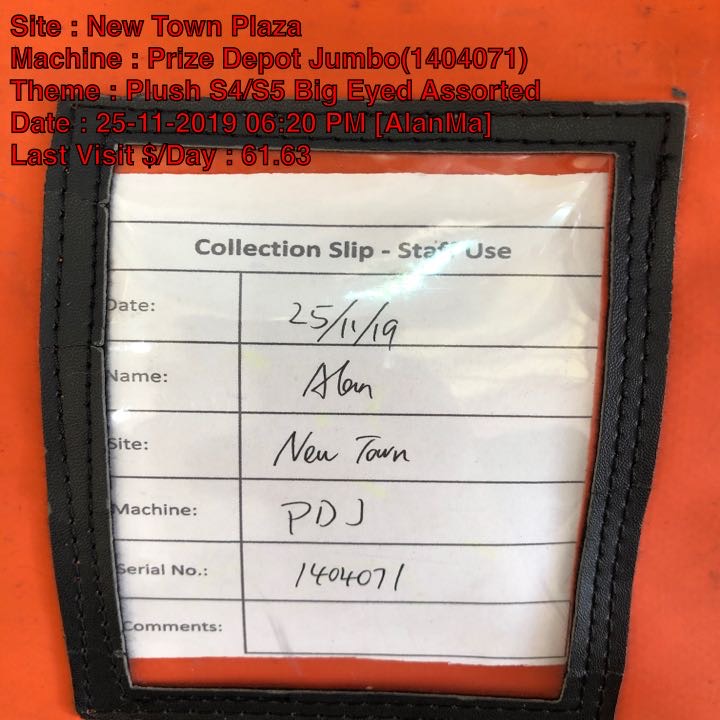 Site : New Town Plaza
Machine : Prize Depot Jumbo(1404071)
Theme : Plush S4/S5 Big Eyed Assorted
Date : 25-11-2019 06:20 PM [AlanMa]
Last Visit $/Day : 61.63
Collection Slip - Staff Use
Date: 25/11/19
Name: Alan
Site: New Town
Machine: PDJ
Serial No.: 1404071
Comments: